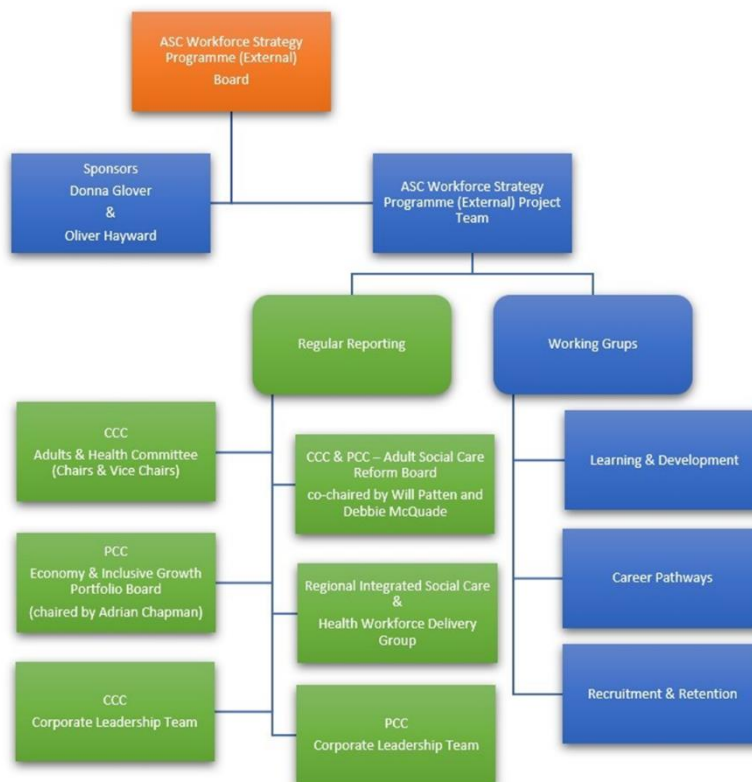 ASC Workforce Strategy
Programme (External)
Board
Sponsors
Donna Glover
&
Oliver Hayward
ASC Workforce Strategy
Programme (External) Project
Team
Regular Reporting
Working Grups
CCC
Adults & Health Committee
(Chairs & Vice Chairs)
CCC & PCC – Adult Social Care
Reform Board
co-chaired by Will Patten and
Debbie McQuade
Learning & Development
PCC
Economy & Inclusive Growth
Portfolio Board
(chaired by Adrian Chapman)
Regional Integrated Social Care
&
Health Workforce Delivery
Group
Career Pathways
CCC
Corporate Leadership Team
PCC
Corporate Leadership Team
Recruitment & Retention